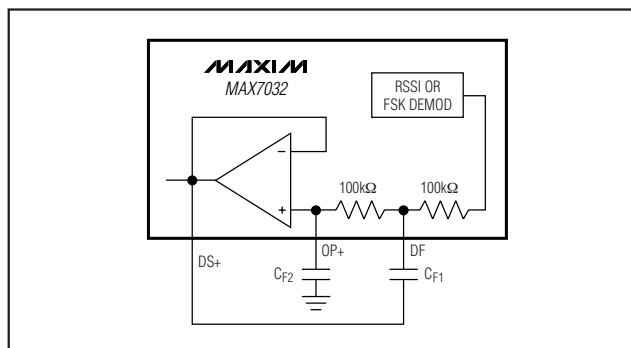 MAXIM
MAX7032
RSSI OR
FSK DEMOD
100kΩ
100kΩ
−
+
DS+
OP+
DF
CF2
CF1